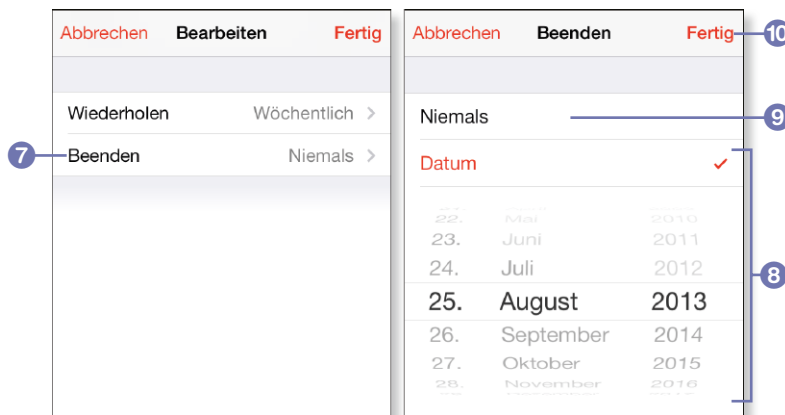 Abbrechen Bearbeiten Fertig
Wiederholen Wöchentlich >
7 Beenden Niemals >
Abbrechen Beenden Fertig 10
Niemals 9
Datum ✓
22. Mai 2010
23. Juni 2011
24. Juli 2012 8
25. August 2013
26. September 2014
27. Oktober 2015
28. November 2016